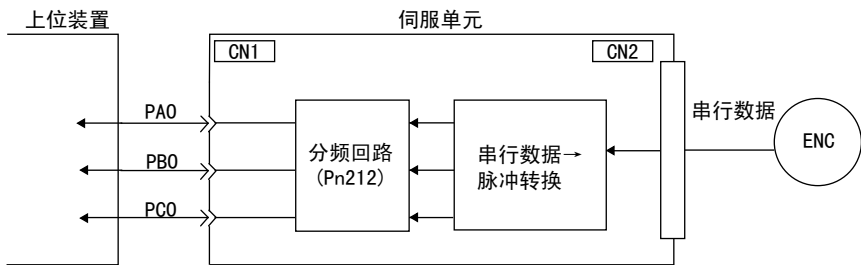 上位装置
伺服单元
CN1
CN2
PAO
PBO
PCO
分频回路
(Pn212)
串行数据→
脉冲转换
串行数据
ENC